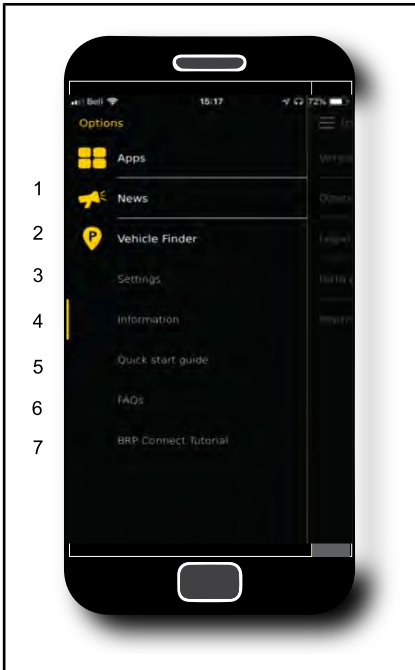 Bell 15:17 72%
Options
Apps
1 News
2 P Vehicle Finder
3 Settings
4 Information
5 Quick start guide
6 FAQs
7 BRP Connect Tutorial